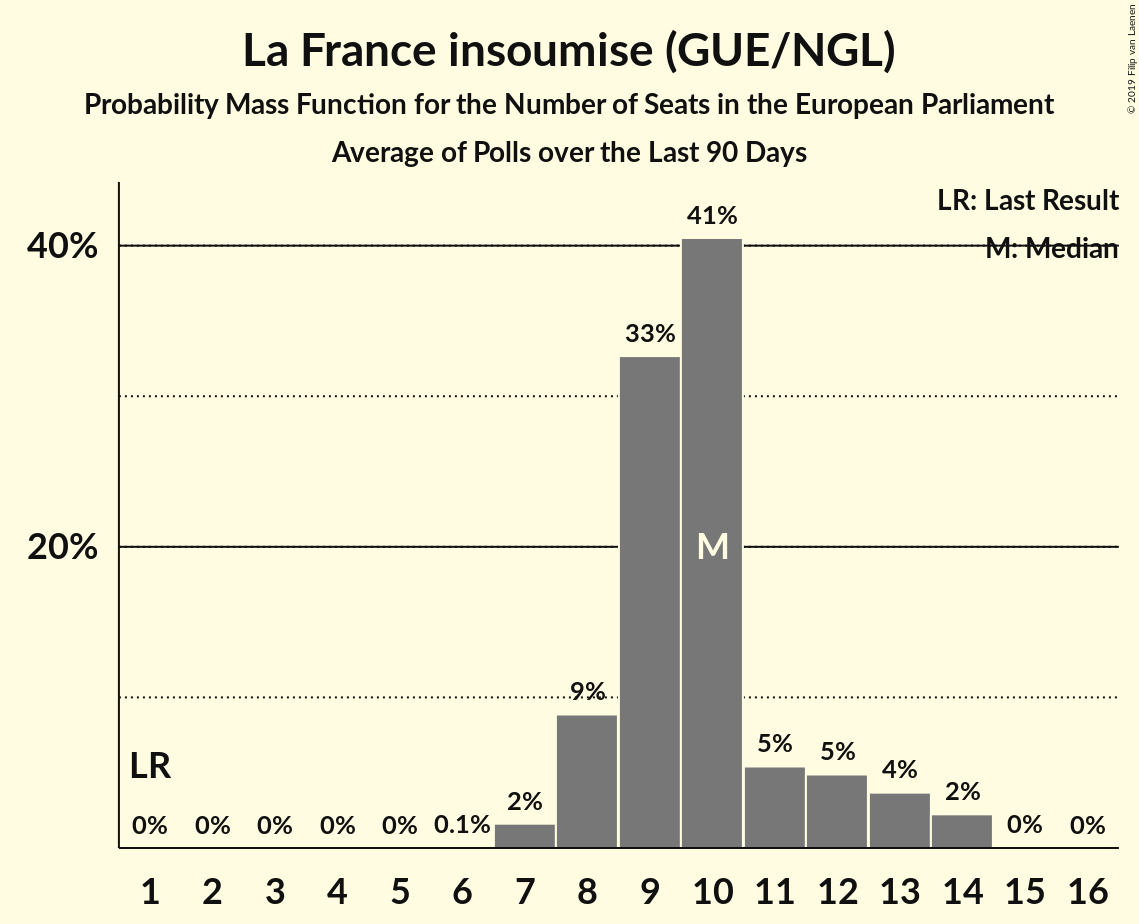 La France insoumise (GUE/NGL)
Probability Mass Function for the Number of Seats in the European Parliament
Average of Polls over the Last 90 Days
© 2019 Filip van Laenen
LR: Last Result
M: Median
40%
20%
41%
33%
M
9%
5%
5%
4%
2%
2%
LR
0%
0%
0%
0%
0%
0.1%
0%
0%
1 2 3 4 5 6 7 8 9 10 11 12 13 14 15 16